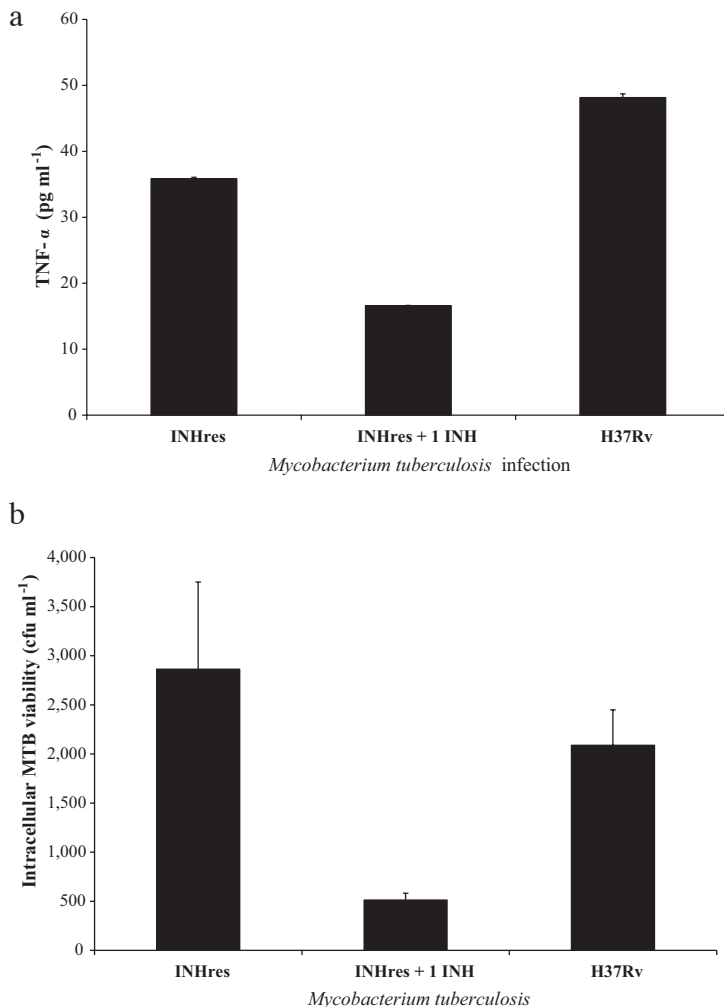 a
60
50
40
30
20
10
0
TNF-α (pg ml⁻¹)
INHres
INHres + 1 INH
H37Rv
Mycobacterium tuberculosis infection
b
4,000
3,500
3,000
2,500
2,000
1,500
1,000
500
0
Intracellular MTB viability (cfu ml⁻¹)
INHres
INHres + 1 INH
H37Rv
Mycobacterium tuberculosis